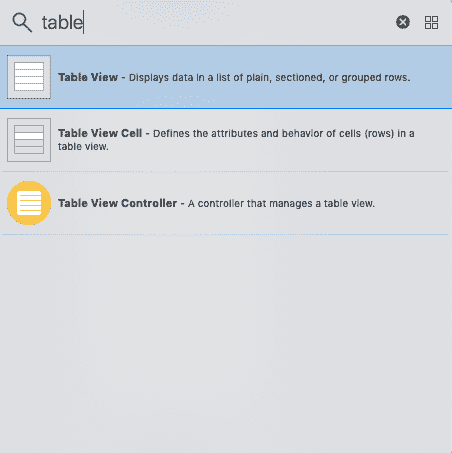 table
Table View - Displays data in a list of plain, sectioned, or grouped rows.
Table View Cell - Defines the attributes and behavior of cells (rows) in a
table view.
Table View Controller - A controller that manages a table view.